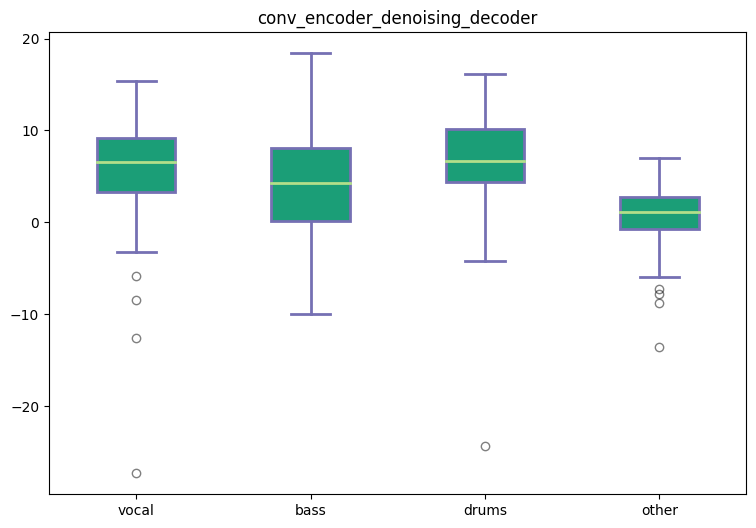 conv_encoder_denoising_decoder
20
10
0
−10
−20
vocal bass drums other